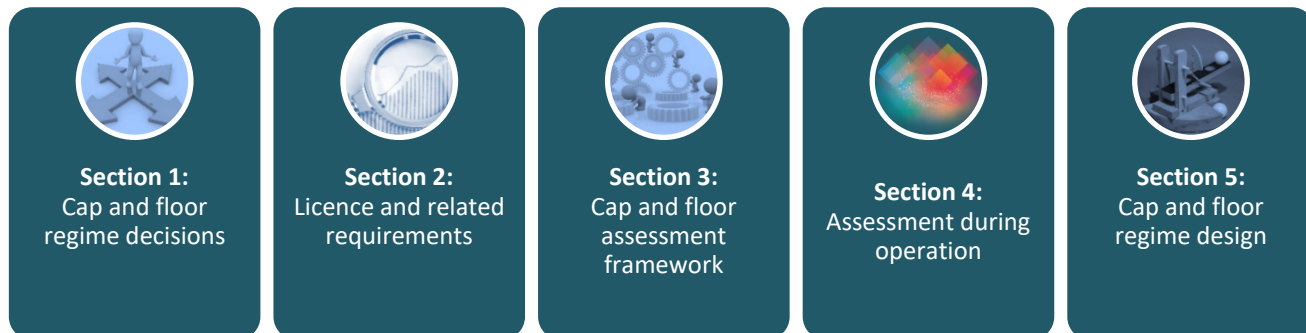 Section 1:
Cap and floor
regime decisions
Section 2:
Licence and related
requirements
Section 3:
Cap and floor
assessment
framework
Section 4:
Assessment during
operation
Section 5:
Cap and floor
regime design